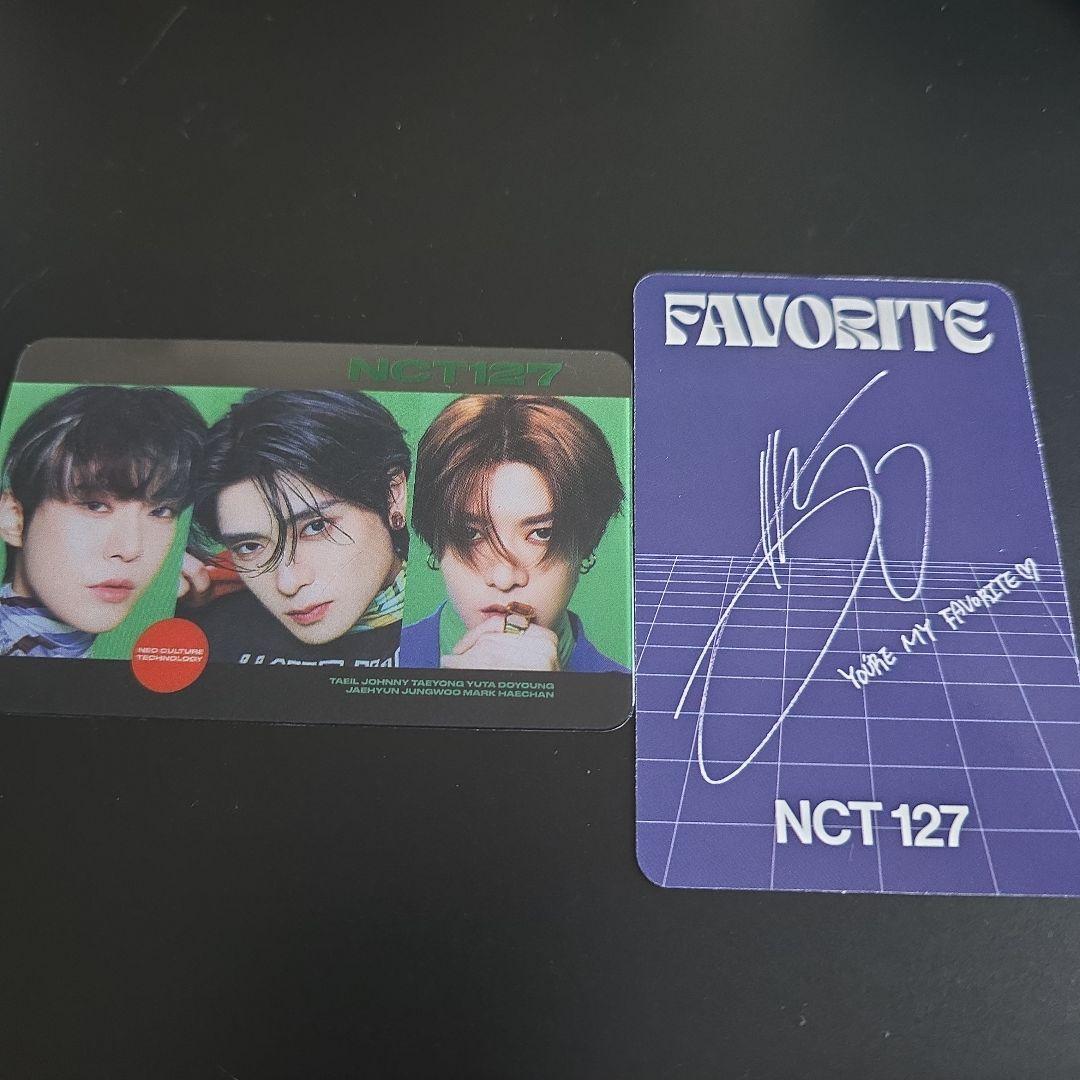 NCT127
NEO CULTURE
TECHNOLOGY
TAEIL JOHNNY TAEYONG YUTA DOYOUNG
JAEHYUN JUNGWOO MARK HAECHAN
FAVORITE
YOU'RE MY FAVORITE♡
NCT 127